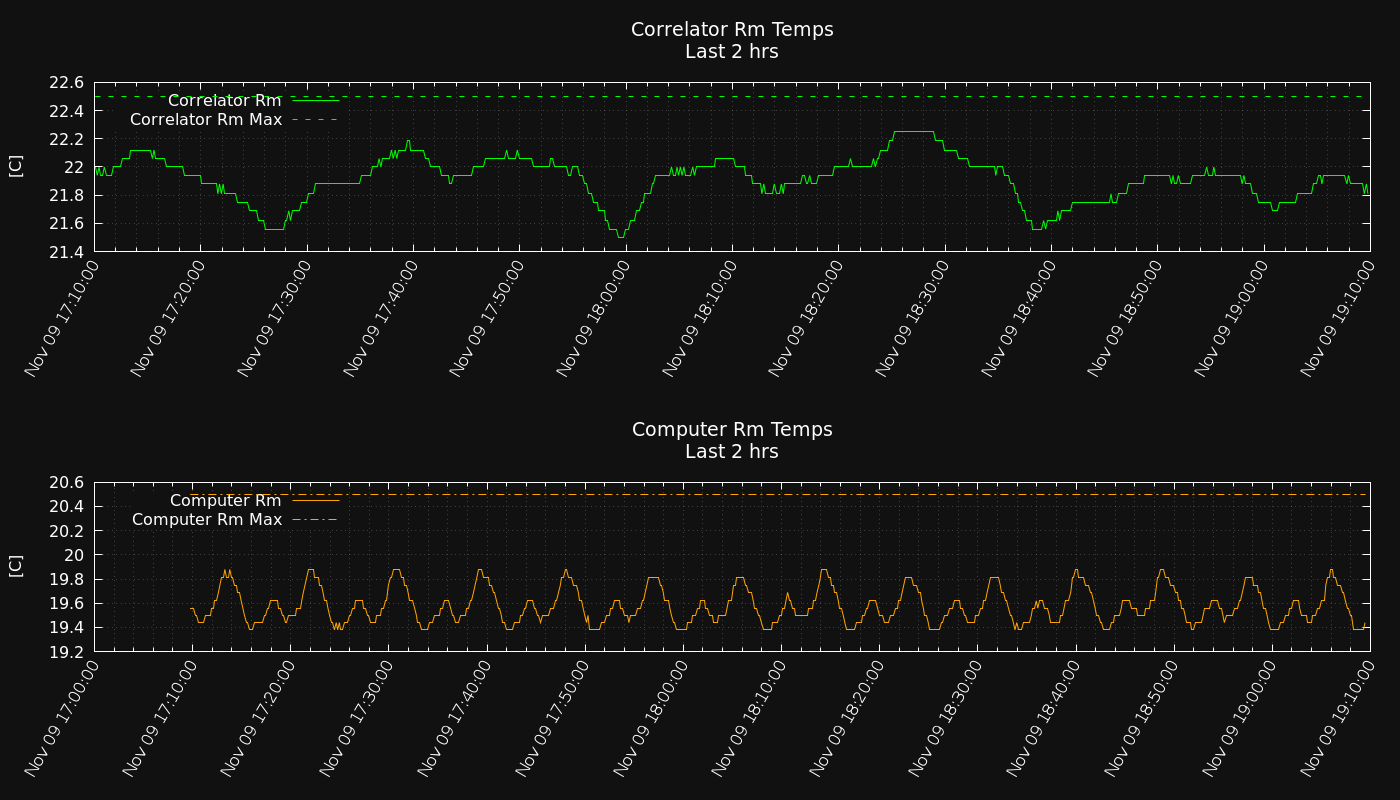 Correlator Rm Temps
Last 2 hrs
22.6
22.4
22.2
22
21.8
21.6
21.4
[C]
Correlator Rm
Correlator Rm Max
Nov 09 17:10:00
Nov 09 17:20:00
Nov 09 17:30:00
Nov 09 17:40:00
Nov 09 17:50:00
Nov 09 18:00:00
Nov 09 18:10:00
Nov 09 18:20:00
Nov 09 18:30:00
Nov 09 18:40:00
Nov 09 18:50:00
Nov 09 19:00:00
Nov 09 19:10:00
Computer Rm Temps
Last 2 hrs
20.6
20.4
20.2
20
19.8
19.6
19.4
19.2
[C]
Computer Rm
Computer Rm Max
Nov 09 17:00:00
Nov 09 17:10:00
Nov 09 17:20:00
Nov 09 17:30:00
Nov 09 17:40:00
Nov 09 17:50:00
Nov 09 18:00:00
Nov 09 18:10:00
Nov 09 18:20:00
Nov 09 18:30:00
Nov 09 18:40:00
Nov 09 18:50:00
Nov 09 19:00:00
Nov 09 19:10:00